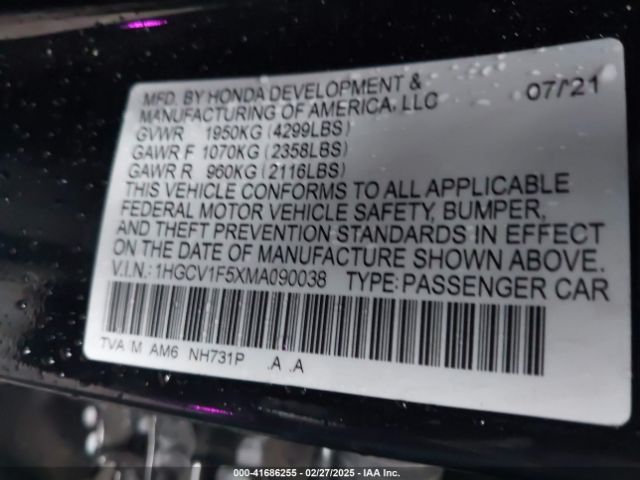 MFD. BY HONDA DEVELOPMENT &
MANUFACTURING OF AMERICA, LLC 07/21
GVWR 1950KG (4299LBS)
GAWR F 1070KG (2358LBS)
GAWR R 960KG (2116LBS)
THIS VEHICLE CONFORMS TO ALL APPLICABLE
FEDERAL MOTOR VEHICLE SAFETY, BUMPER,
AND THEFT PREVENTION STANDARDS IN EFFECT
ON THE DATE OF MANUFACTURE SHOWN ABOVE.
V.I.N.: 1HGCV1F5XMA090038 TYPE: PASSENGER CAR
TVA M AM6 NH731P .A .A
000-41686255 - 02/27/2025 - IAA Inc.